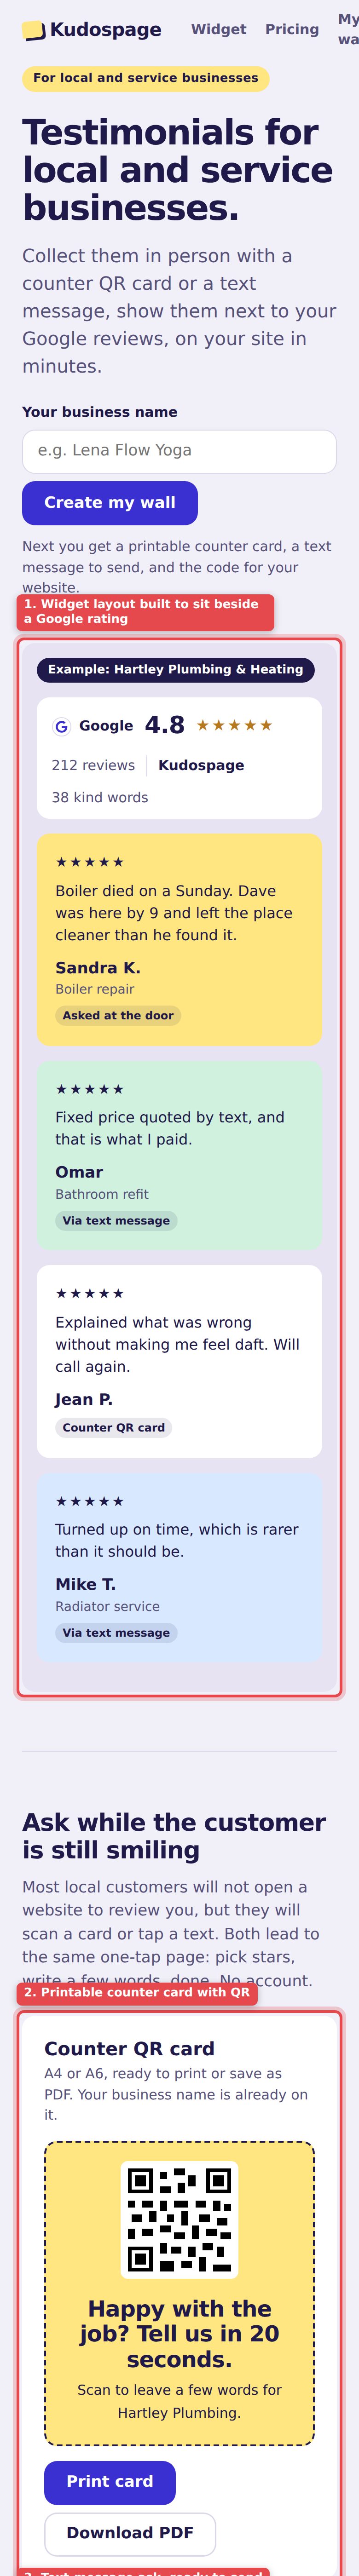 Kudospage Widget Pricing My
For local and service businesses
Testimonials for
local and service
businesses.
Collect them in person with a
counter QR card or a text
message, show them next to your
Google reviews, on your site in
minutes.
Your business name
e.g. Lena Flow Yoga
Create my wall
Next you get a printable counter card, a text
message to send, and the code for your
website.
1. Widget layout built to sit beside
a Google rating
Example: Hartley Plumbing & Heating
G Google 4.8 ★★★★★
212 reviews Kudospage
38 kind words
★★★★★
Boiler died on a Sunday. Dave
was here by 9 and left the place
cleaner than he found it.
Sandra K.
Boiler repair
Asked at the door
★★★★★
Fixed price quoted by text, and
that is what I paid.
Omar
Bathroom refit
Via text message
★★★★★
Explained what was wrong
without making me feel daft. Will
call again.
Jean P.
Counter QR card
★★★★★
Turned up on time, which is rarer
than it should be.
Mike T.
Radiator service
Via text message
Ask while the customer
is still smiling
Most local customers will not open a
website to review you, but they will
scan a card or tap a text. Both lead to
the same one-tap page: pick stars,
write a few words, done. No account.
2. Printable counter card with QR
Counter QR card
A4 or A6, ready to print or save as
PDF. Your business name is already on
it.
Happy with the
job? Tell us in 20
seconds.
Scan to leave a few words for
Hartley Plumbing.
Print card
Download PDF